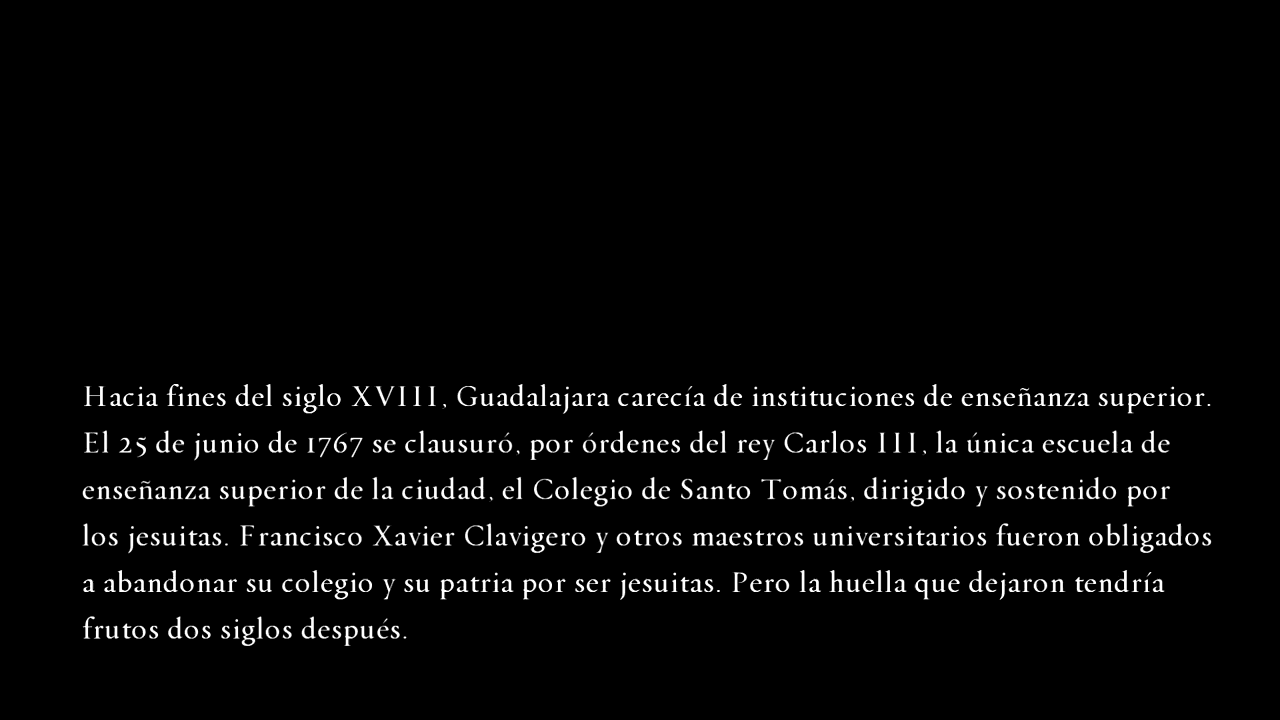 Hacia fines del siglo XVIII, Guadalajara carecía de instituciones de enseñanza superior.
El 25 de junio de 1767 se clausuró, por órdenes del rey Carlos III, la única escuela de
enseñanza superior de la ciudad, el Colegio de Santo Tomás, dirigido y sostenido por
los jesuitas. Francisco Xavier Clavigero y otros maestros universitarios fueron obligados
a abandonar su colegio y su patria por ser jesuitas. Pero la huella que dejaron tendría
frutos dos siglos después.